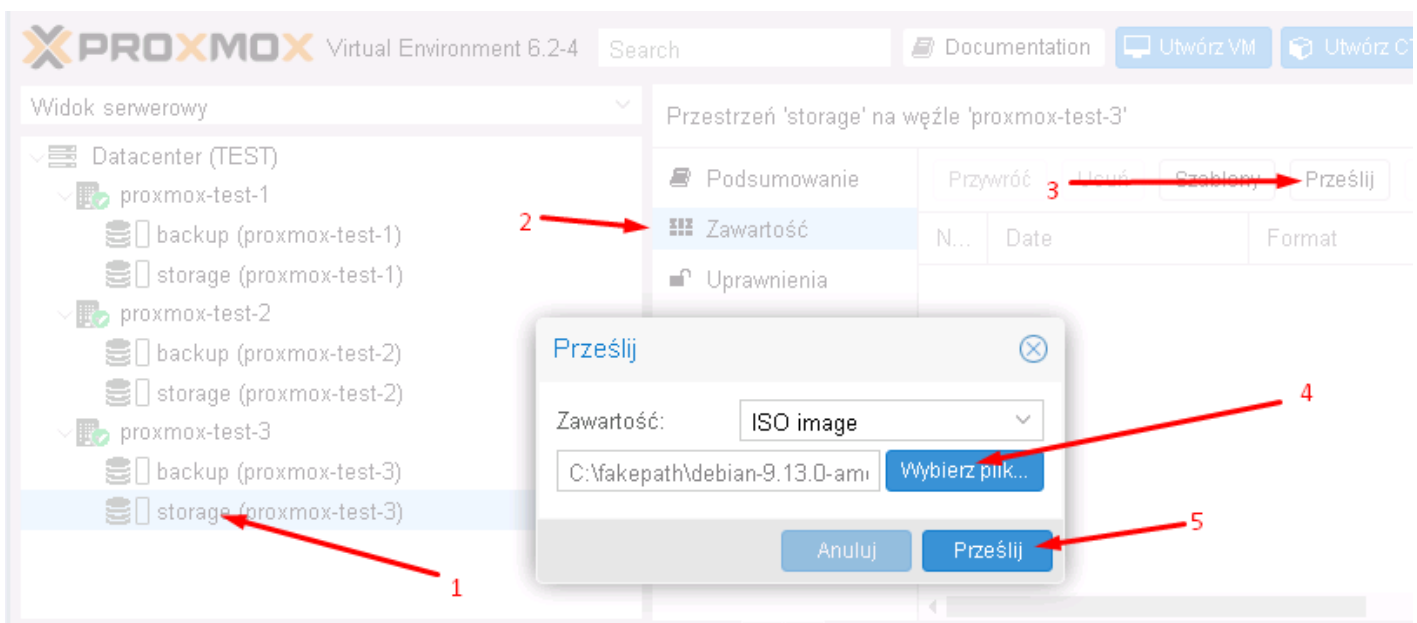 PROXMOX Virtual Environment 6.2-4 Search Documentation Utwórz VM Utwórz CT
Widok serwerowy
Przestrzeń 'storage' na węźle 'proxmox-test-3'
Datacenter (TEST)
proxmox-test-1
backup (proxmox-test-1)
storage (proxmox-test-1)
proxmox-test-2
backup (proxmox-test-2)
storage (proxmox-test-2)
proxmox-test-3
backup (proxmox-test-3)
storage (proxmox-test-3)
1
Podsumowanie
2
Zawartość
Uprawnienia
Przywróć Usuń Szablony Prześlij
3
N... Date Format
Prześlij
Zawartość: ISO image
C:\fakepath\debian-9.13.0-am Wybierz plik...
4
Anuluj Prześlij
5